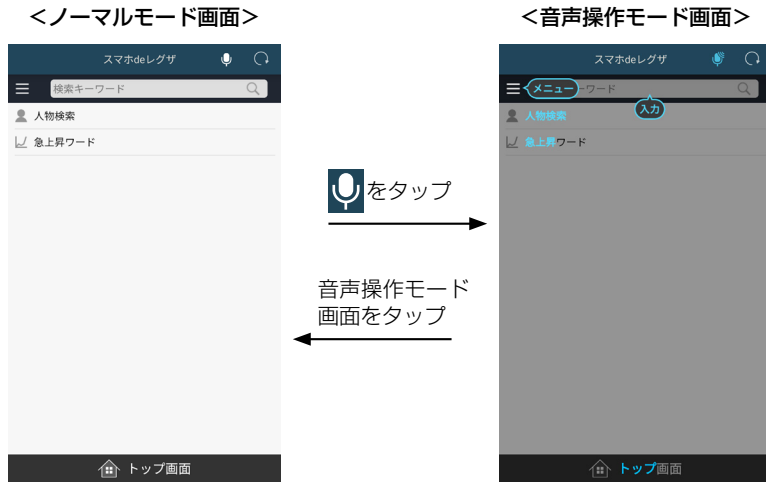 <ノーマルモード画面>
スマホdeレグザ
検索キーワード
人物検索
急上昇ワード
トップ画面
をタップ
音声操作モード
画面をタップ
<音声操作モード画面>
スマホdeレグザ
メニュー
ーワード
入力
人物検索
急上昇ワード
トップ画面